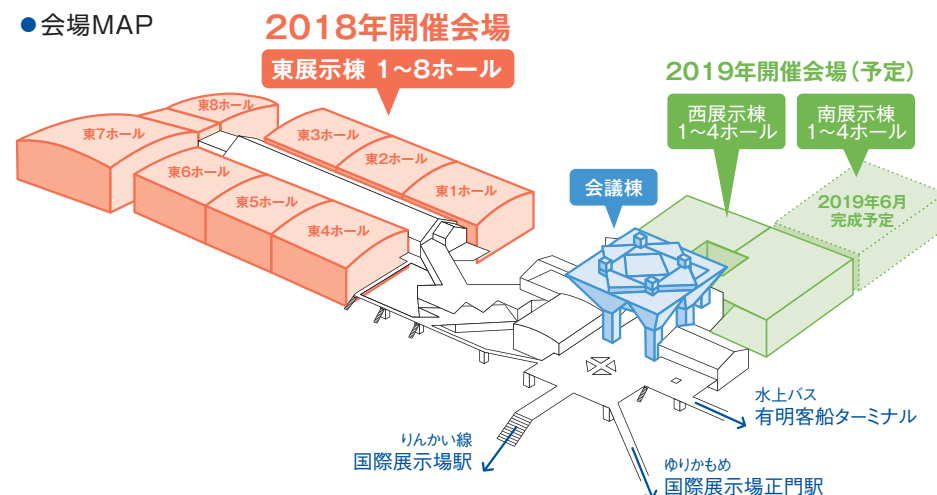 ●会場MAP
2018年開催会場
東展示棟 1~8ホール
2019年開催会場(予定)
西展示棟
1~4ホール
南展示棟
1~4ホール
東8ホール
東7ホール
東3ホール
東2ホール
東1ホール
東6ホール
東5ホール
東4ホール
会議棟
2019年6月
完成予定
水上バス
有明客船ターミナル
りんかい線
国際展示場駅
ゆりかもめ
国際展示場正門駅